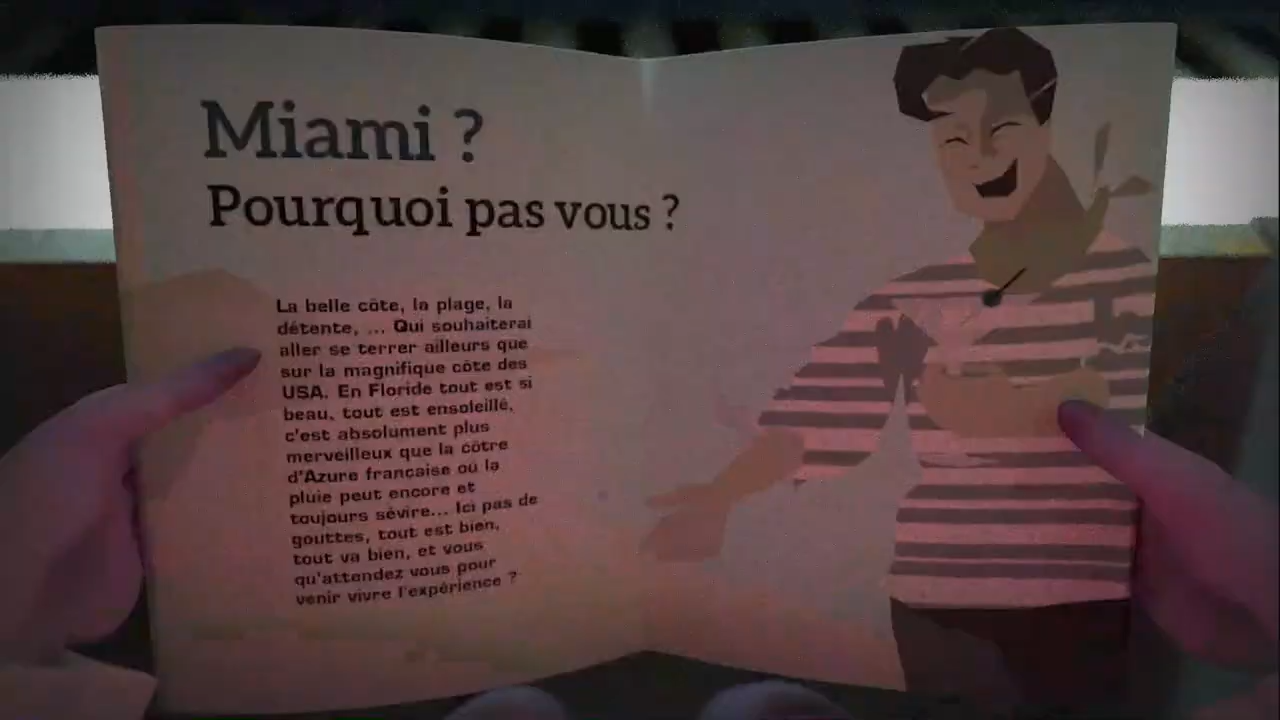 Miami ?
Pourquoi pas vous ?
La belle côte, la plage, la
détente, ... Qui souhaiterai
aller se terrer ailleurs que
sur la magnifique côte des
USA. En Floride tout est si
beau, tout est ensoleillé,
c'est absolument plus
merveilleux que la côtre
d'Azure francaise où la
pluie peut encore et
toujours sévire... Ici pas de
gouttes, tout est bien,
tout va bien, et vous
qu'attendez vous pour
venir vivre l'expérience ?